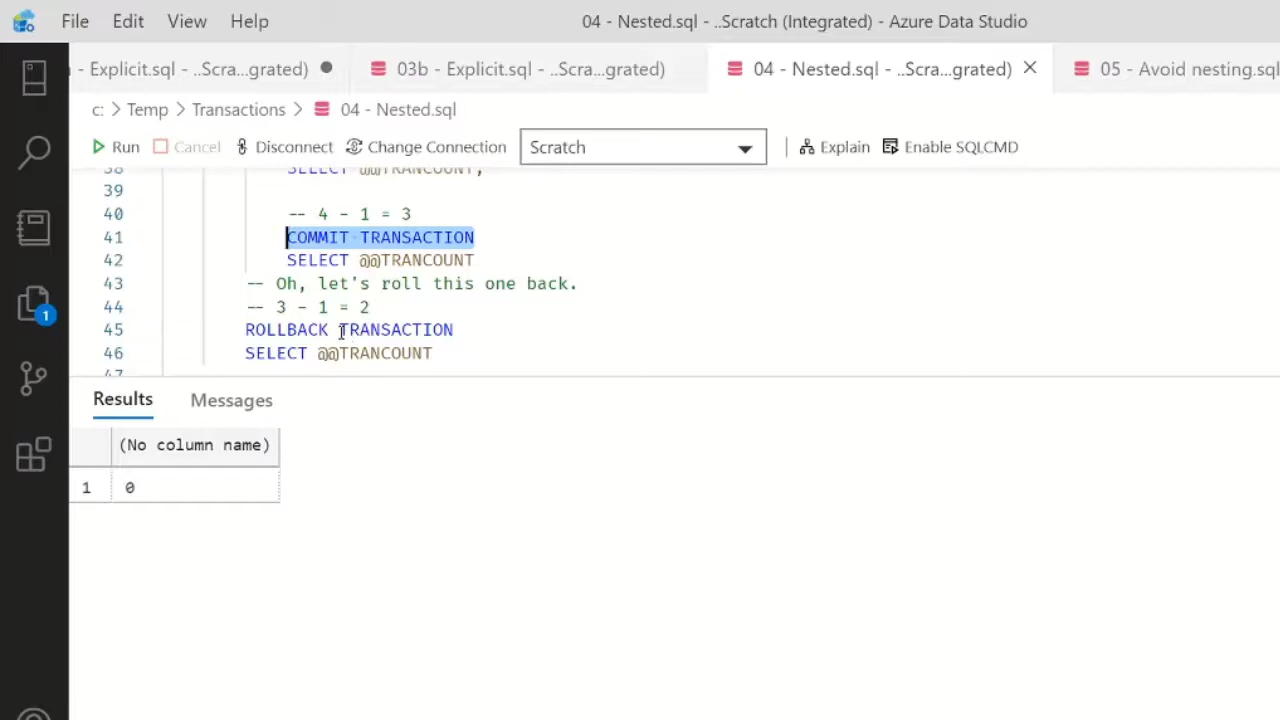 File Edit View Help
04 - Nested.sql - ..Scratch (Integrated) - Azure Data Studio
- Explicit.sql - ..Scra...grated)
03b - Explicit.sql - ..Scra...grated)
04 - Nested.sql - ..Scra...grated)
05 - Avoid nesting.sql
c: > Temp > Transactions > 04 - Nested.sql
Run Cancel Disconnect Change Connection Scratch Explain Enable SQLCMD
38 SELECT @@TRANCOUNT;
39
40 -- 4 - 1 = 3
41 COMMIT TRANSACTION
42 SELECT @@TRANCOUNT
43 -- Oh, let's roll this one back.
44 -- 3 - 1 = 2
45 ROLLBACK TRANSACTION
46 SELECT @@TRANCOUNT
47
1
Results Messages
(No column name)
1 0